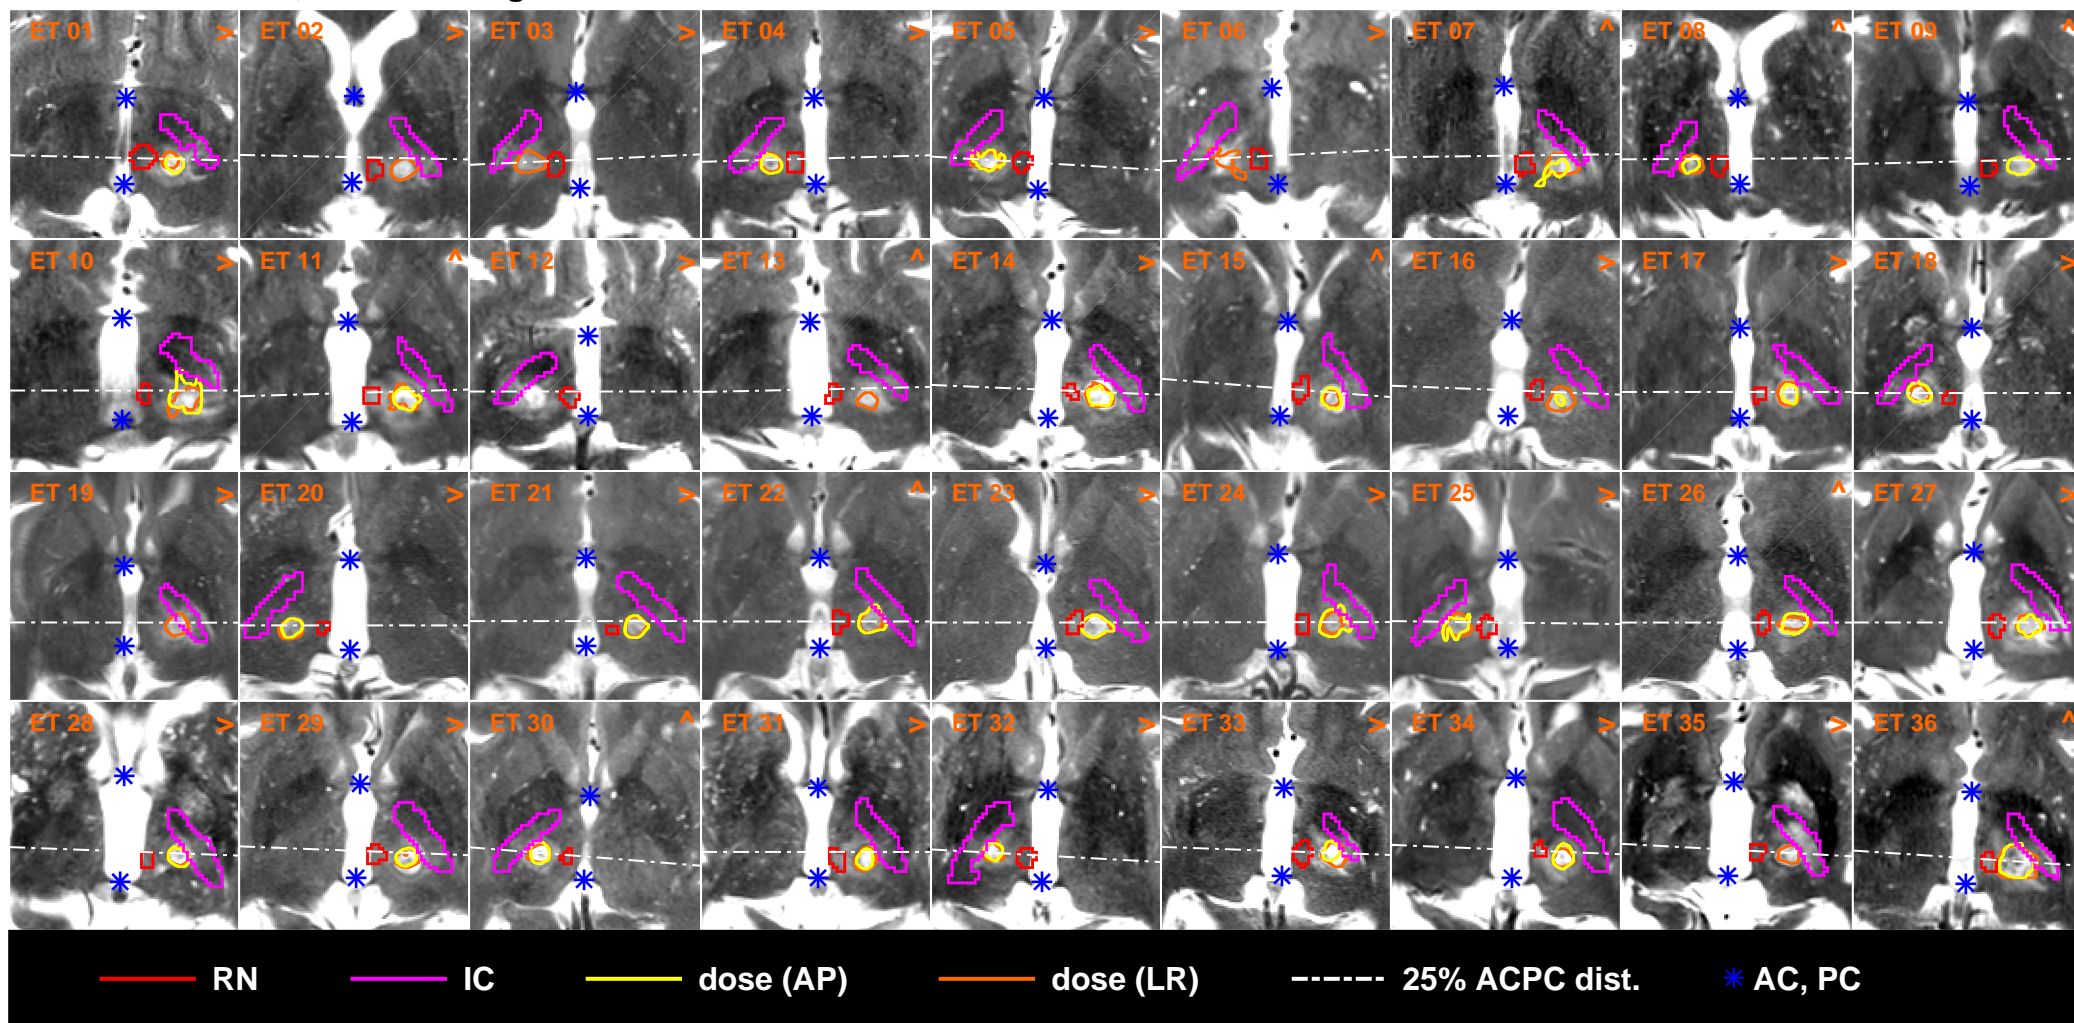 ET 01 > ET 02 > ET 03 > ET 04 > ET 05 > ET 06 > ET 07 ^ ET 08 ^ ET 09 ^
ET 10 > ET 11 ^ ET 12 > ET 13 ^ ET 14 > ET 15 ^ ET 16 > ET 17 > ET 18 >
ET 19 > ET 20 > ET 21 > ET 22 ^ ET 23 > ET 24 > ET 25 > ET 26 ^ ET 27 >
ET 28 > ET 29 > ET 30 ^ ET 31 > ET 32 > ET 33 > ET 34 > ET 35 > ET 36 ^
RN IC dose (AP) dose (LR) 25% ACPC dist. AC, PC